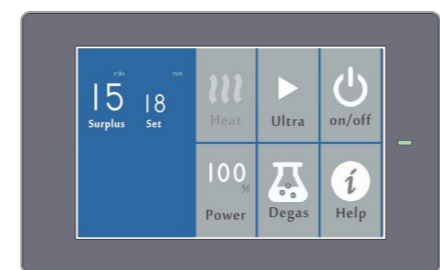 15 18
Surplus Set
Heat Ultra on/off
100
%
Power Degas Help